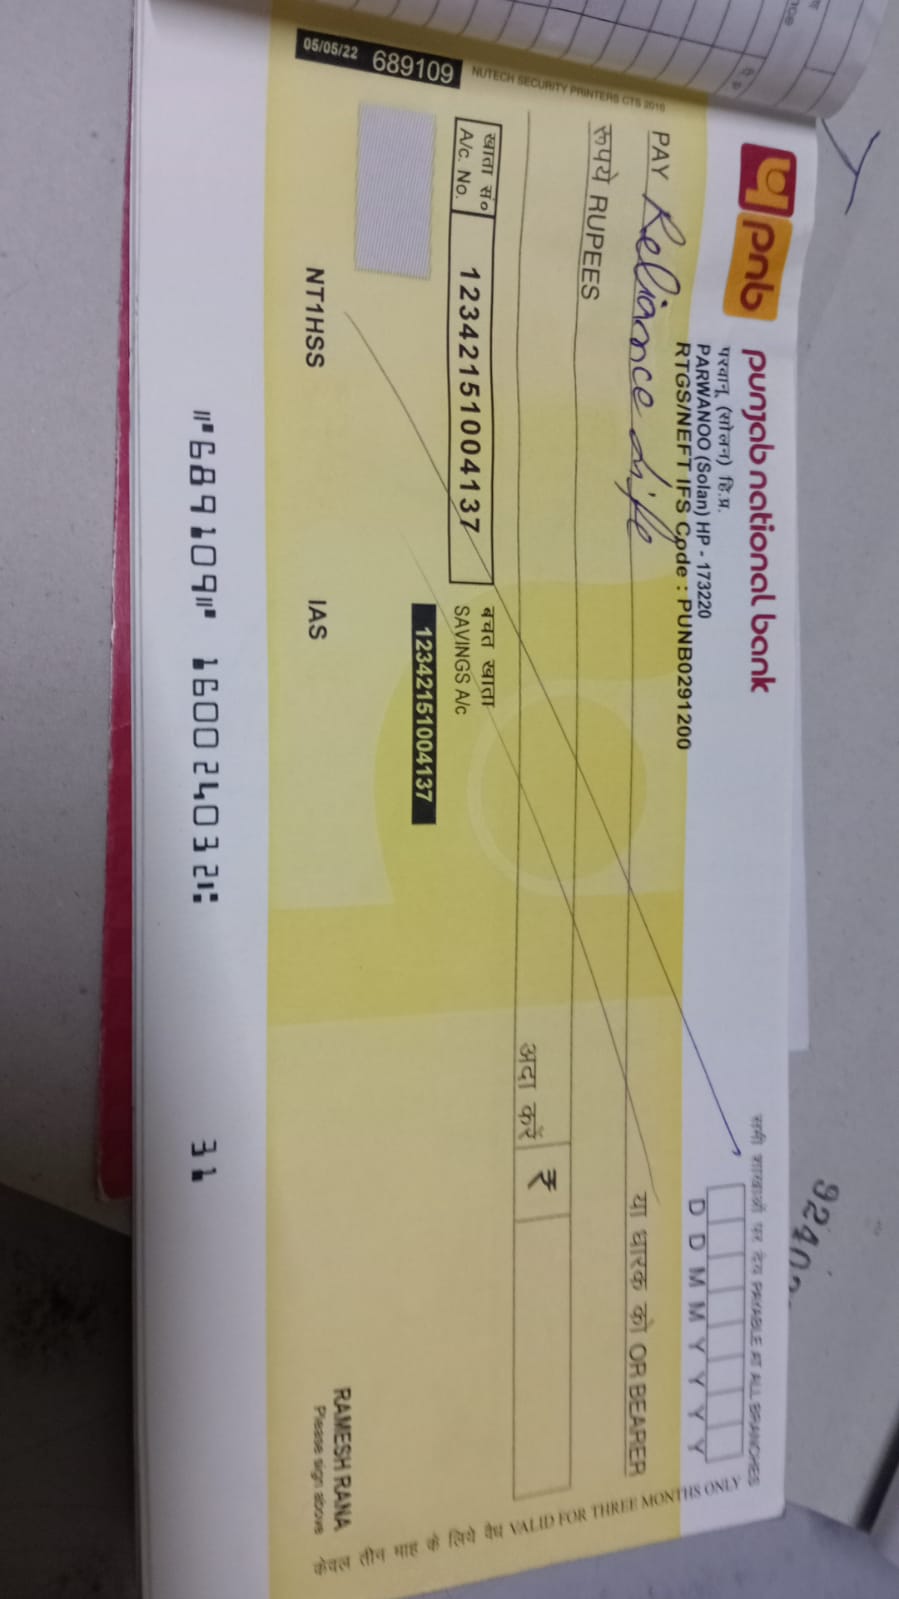 पी pnb punjab national bank
परवानू (सोलन) हि.प्र.
PARWANOO (Solan) HP - 173220
RTGS/NEFT IFS Code : PUNB0291200
सभी शाखाओं पर देय PAYABLE AT ALL BRANCHES
D D M M Y Y Y Y
PAY Reliance Life
या धारक को OR BEARER
रूपये RUPEES
अदा करें ₹
खाता सं० 
A/c. No. 12342151004137
बचत खाता
SAVINGS A/c
12342151004137
NT1HSS IAS
RAMESH RANA
Please sign above
⑈689109⑈ 160024032⑆ 31
05/05/22 689109
NUTECH SECURITY PRINTERS CTS 2010
केवल तीन माह के लिये वैध VALID FOR THREE MONTHS ONLY